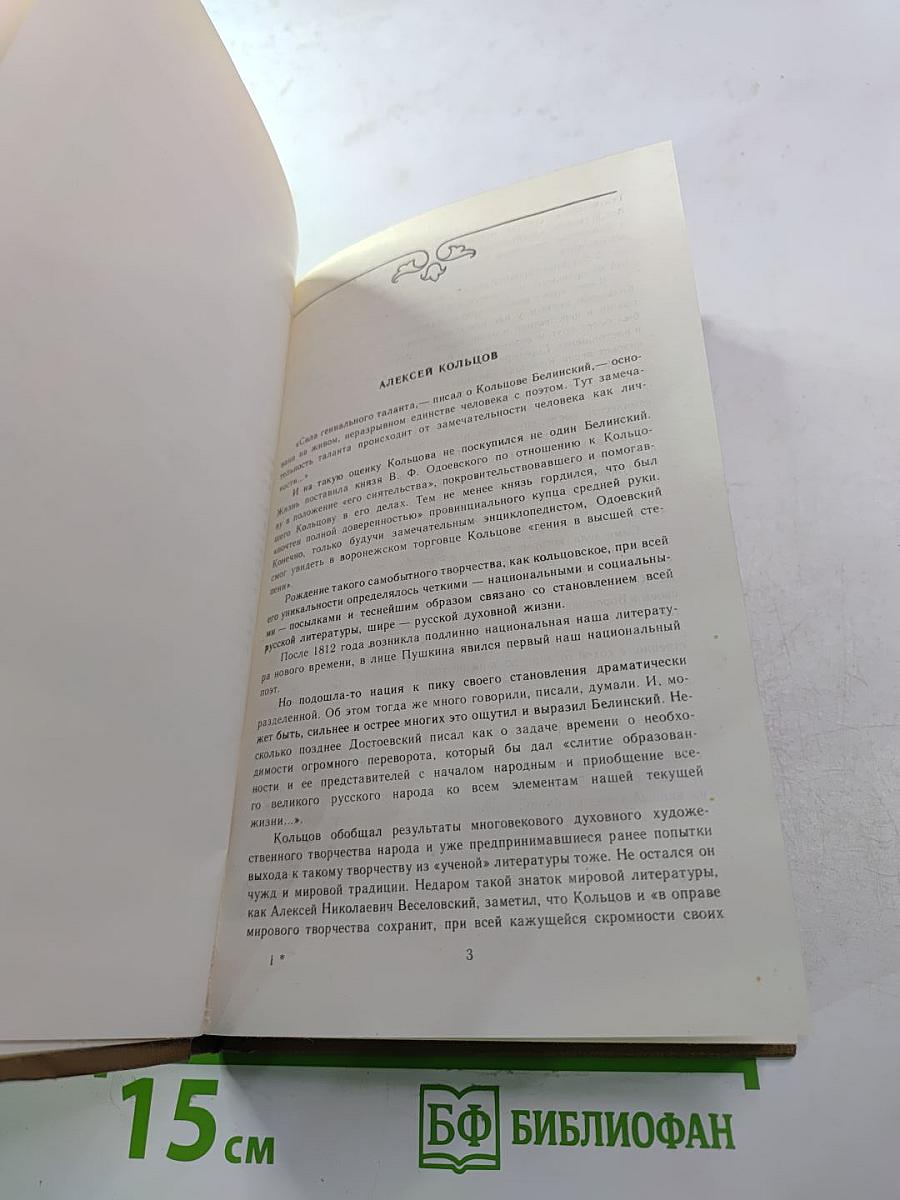 АЛЕКСЕЙ КОЛЬЦОВ
«Сила гениального таланта,— писал о Кольцове Белинский,— осно-
вана на живом, неразрывном единстве человека с поэтом. Тут замеча-
тельность таланта происходит от замечательности человека как лич-
ности...»
И на такую оценку Кольцова не поскупился не один Белинский.
Жизнь поставила князя В. Ф. Одоевского по отношению к Кольцо-
ву в положение «его сиятельства», покровительствовавшего и помогав-
шего Кольцову в его делах. Тем не менее князь гордился, что был
«почтен полной доверенностью» провинциального купца средней руки.
Конечно, только будучи замечательным энциклопедистом, Одоевский
смог увидеть в воронежском торговце Кольцове «гения в высшей сте-
пени».
Рождение такого самобытного творчества, как кольцовское, при всей
его уникальности определялось четкими — национальными и социальны-
ми — посылками и теснейшим образом связано со становлением всей
русской литературы, шире — русской духовной жизни.
После 1812 года возникла подлинно национальная наша литерату-
ра нового времени, в лице Пушкина явился первый наш национальный
поэт.
Но подошла-то нация к пику своего становления драматически
разделенной. Об этом тогда же много говорили, писали, думали. И, мо-
жет быть, сильнее и острее многих это ощутил и выразил Белинский. Не-
сколько позднее Достоевский писал как о задаче времени о необхо-
димости огромного переворота, который бы дал «слитие образован-
ности и ее представителей с началом народным и приобщение все-
го великого русского народа ко всем элементам нашей текущей
жизни...».
Кольцов обобщал результаты многовекового духовного художе-
ственного творчества народа и уже предпринимавшиеся ранее попытки
выхода к такому творчеству из «ученой» литературы тоже. Не остался он
чужд и мировой традиции. Недаром такой знаток мировой литературы,
как Алексей Николаевич Веселовский, заметил, что Кольцов и «в оправе
мирового творчества сохранит, при всей кажущейся скромности своих
1 *
3
15 см
БФ БИБЛИОФАН